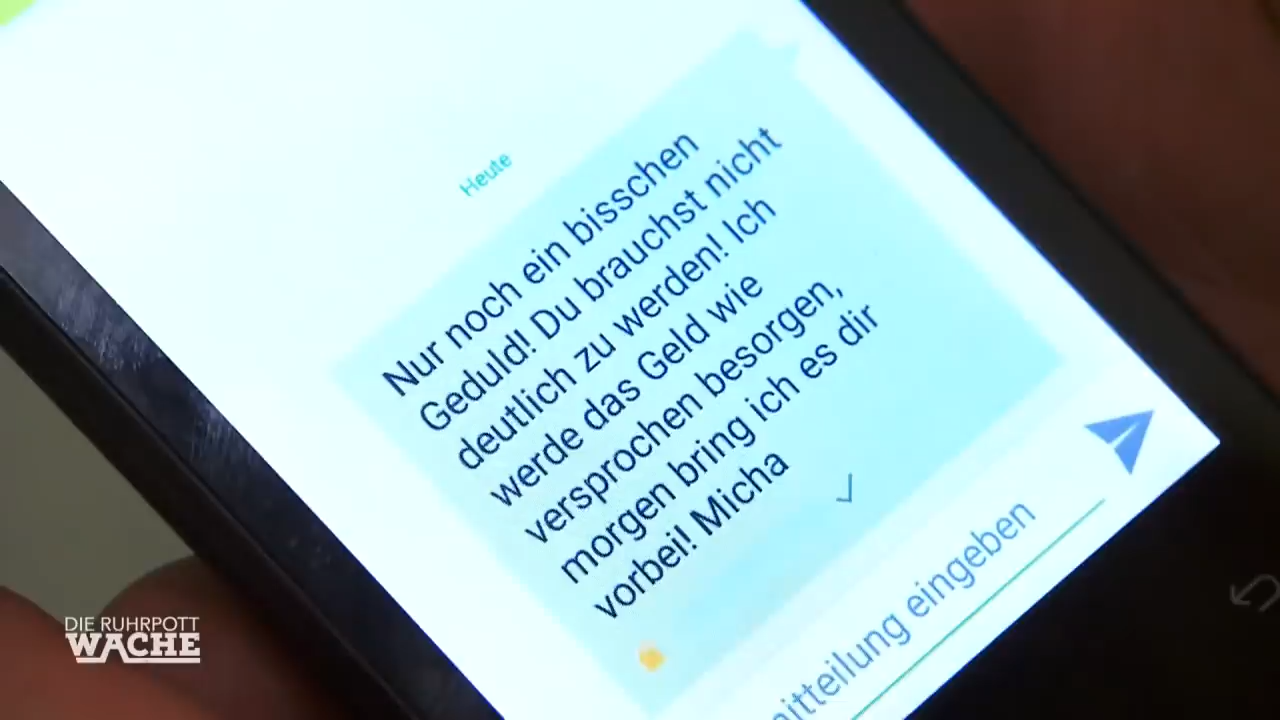 Heute
Nur noch ein bisschen
Geduld! Du brauchst nicht
deutlich zu werden! Ich
werde das Geld wie
versprochen besorgen,
morgen bring ich es dir
vorbei! Micha
itteilung eingeben
DIE RUHRPOTT
WACHE